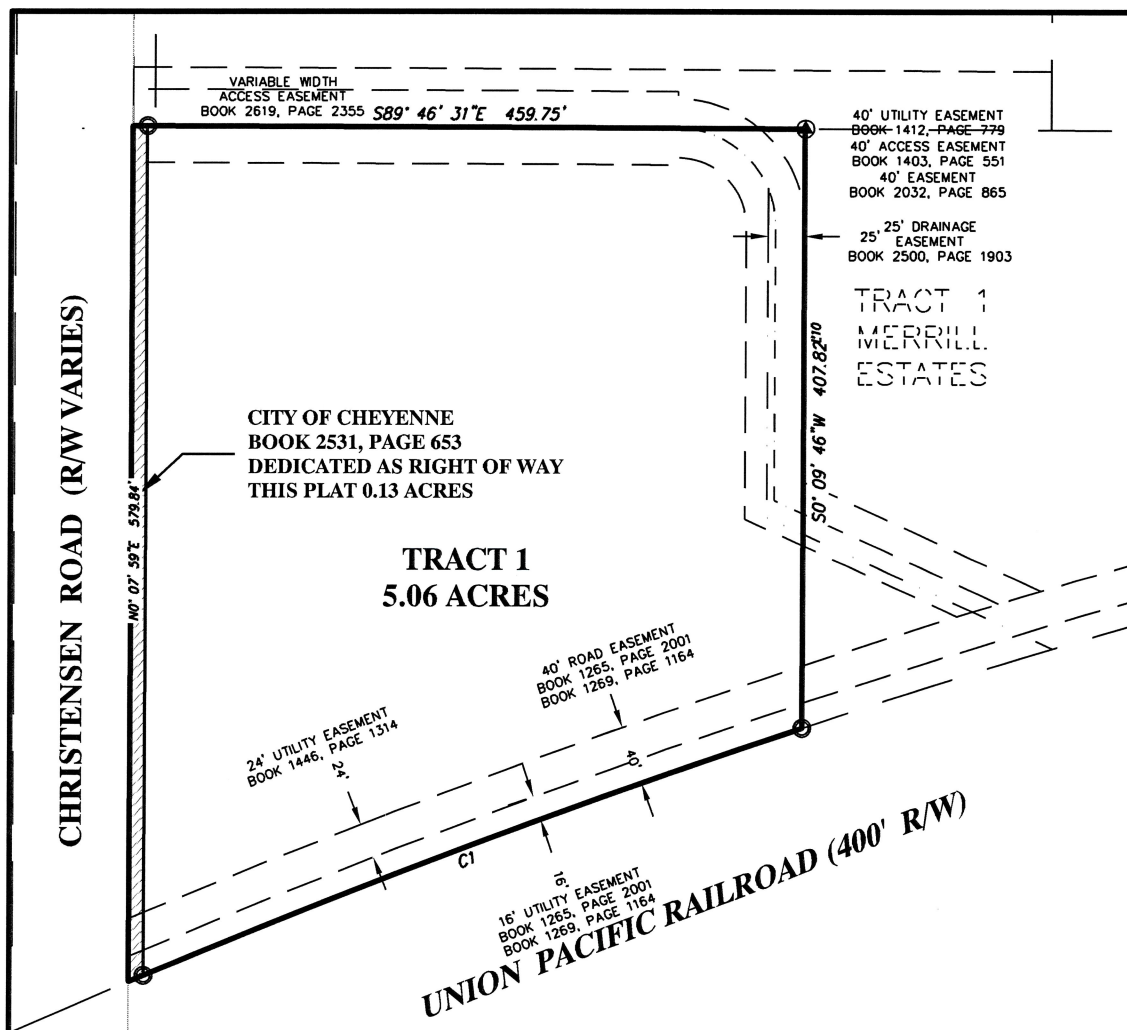 VARIABLE WIDTH
ACCESS EASEMENT
BOOK 2619, PAGE 2355
S89° 46' 31"E 459.75'
40' UTILITY EASEMENT
BOOK 1412, PAGE 779
40' ACCESS EASEMENT
BOOK 1403, PAGE 551
40' EASEMENT
BOOK 2032, PAGE 865
25'
25' DRAINAGE
EASEMENT
BOOK 2500, PAGE 1903
TRACT 1
MERRILL
ESTATES
S0° 09' 46"W 407.82'
CHRISTENSEN ROAD (R/W VARIES)
N0° 07' 59"E 579.84'
CITY OF CHEYENNE
BOOK 2531, PAGE 653
DEDICATED AS RIGHT OF WAY
THIS PLAT 0.13 ACRES
TRACT 1
5.06 ACRES
40' ROAD EASEMENT
BOOK 1265, PAGE 2001
BOOK 1269, PAGE 1164
40'
24' UTILITY EASEMENT
BOOK 1446, PAGE 1314
24'
C1
16'
16' UTILITY EASEMENT
BOOK 1265, PAGE 2001
BOOK 1269, PAGE 1164
UNION PACIFIC RAILROAD (400' R/W)